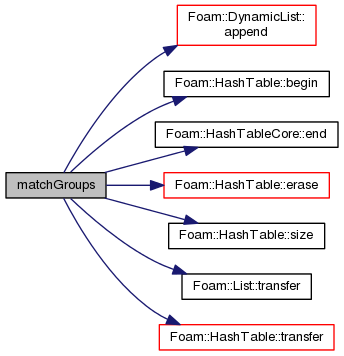 Foam::DynamicList::
append
Foam::HashTable::begin
Foam::HashTableCore::end
matchGroups
Foam::HashTable::erase
Foam::HashTable::size
Foam::List::transfer
Foam::HashTable::transfer